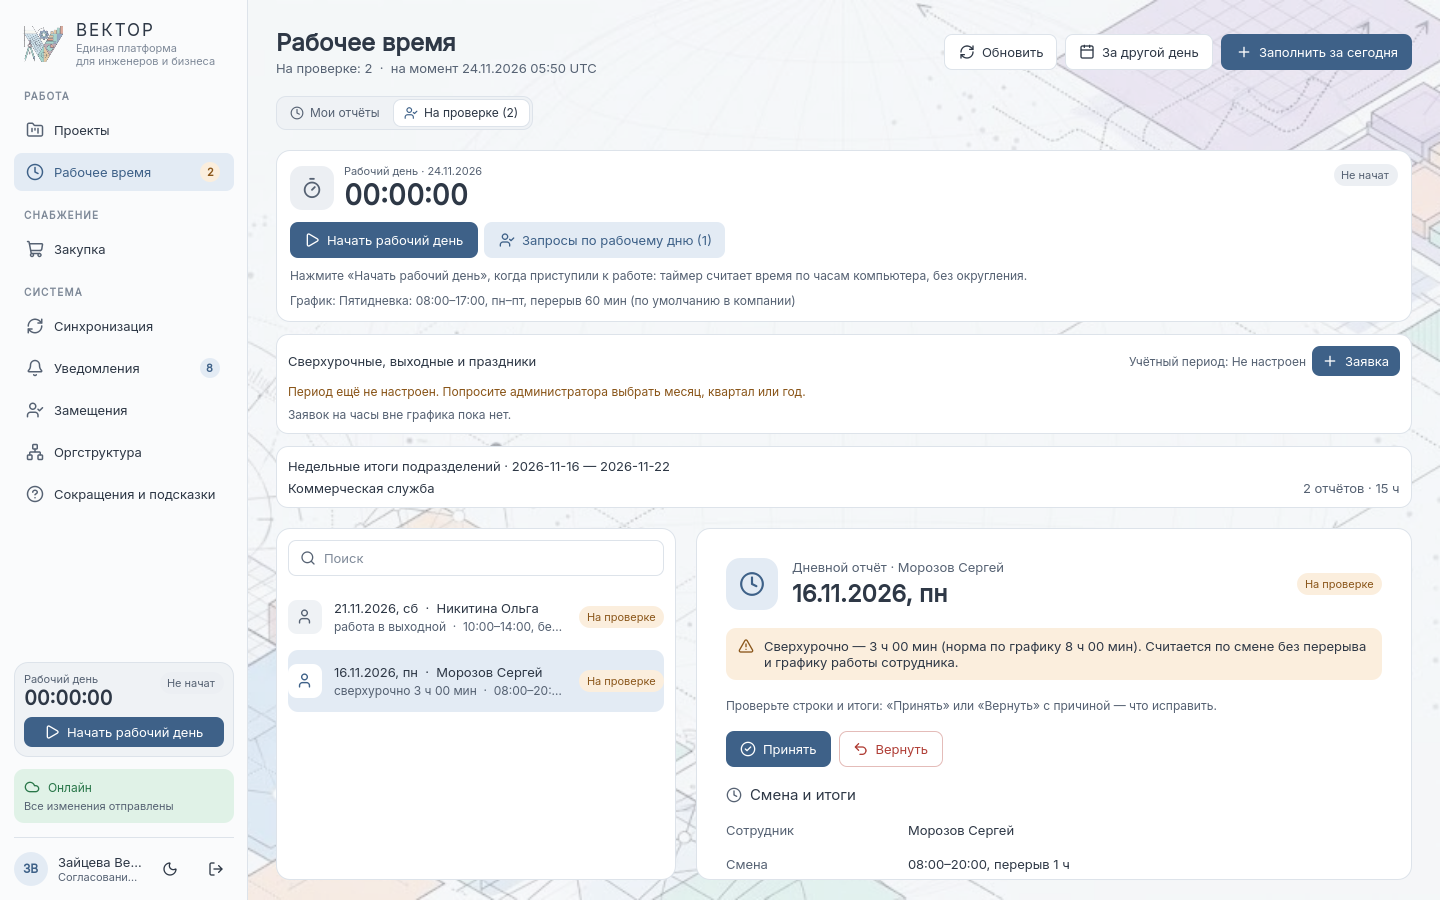 ВЕКТОР
Единая платформа
для инженеров и бизнеса
РАБОТА
Проекты
Рабочее время 2
СНАБЖЕНИЕ
Закупка
СИСТЕМА
Синхронизация
Уведомления 8
Замещения
Оргструктура
Сокращения и подсказки
Рабочий день
00:00:00
Не начат
Начать рабочий день
Онлайн
Все изменения отправлены
ЗВ
Зайцева Ве...
Согласовани...
Рабочее время
На проверке: 2 · на момент 24.11.2026 05:50 UTC
Обновить
За другой день
Заполнить за сегодня
Мои отчёты
На проверке (2)
Рабочий день · 24.11.2026
00:00:00
Не начат
Начать рабочий день
Запросы по рабочему дню (1)
Нажмите «Начать рабочий день», когда приступили к работе: таймер считает время по часам компьютера, без округления.
График: Пятидневка: 08:00–17:00, пн–пт, перерыв 60 мин (по умолчанию в компании)
Сверхурочные, выходные и праздники
Учётный период: Не настроен
Заявка
Период ещё не настроен. Попросите администратора выбрать месяц, квартал или год.
Заявок на часы вне графика пока нет.
Недельные итоги подразделений · 2026-11-16 — 2026-11-22
Коммерческая служба
2 отчётов · 15 ч
Поиск
21.11.2026, сб · Никитина Ольга
работа в выходной · 10:00–14:00, бе...
На проверке
16.11.2026, пн · Морозов Сергей
сверхурочно 3 ч 00 мин · 08:00–20:...
На проверке
Дневной отчёт · Морозов Сергей
16.11.2026, пн
На проверке
Сверхурочно — 3 ч 00 мин (норма по графику 8 ч 00 мин). Считается по смене без перерыва
и графику работы сотрудника.
Проверьте строки и итоги: «Принять» или «Вернуть» с причиной — что исправить.
Принять
Вернуть
Смена и итоги
Сотрудник
Морозов Сергей
Смена
08:00–20:00, перерыв 1 ч